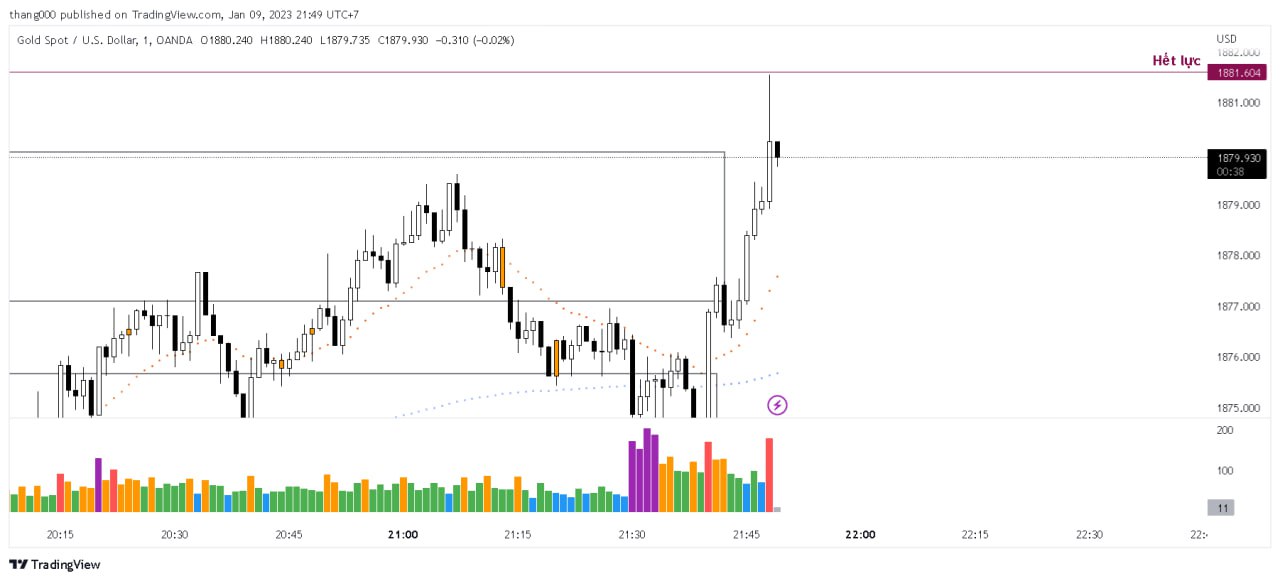 thang000 published on TradingView.com, Jan 09, 2023 21:49 UTC+7
Gold Spot / U.S. Dollar, 1, OANDA O1880.240 H1880.240 L1879.735 C1879.930 −0.310 (−0.02%)
USD
1882.000
Hết lực
1881.604
1881.000
1879.930
00:38
1879.000
1878.000
1877.000
1876.000
1875.000
200
100
11
20:15 20:30 20:45 21:00 21:15 21:30 21:45 22:00 22:15 22:30
TradingView